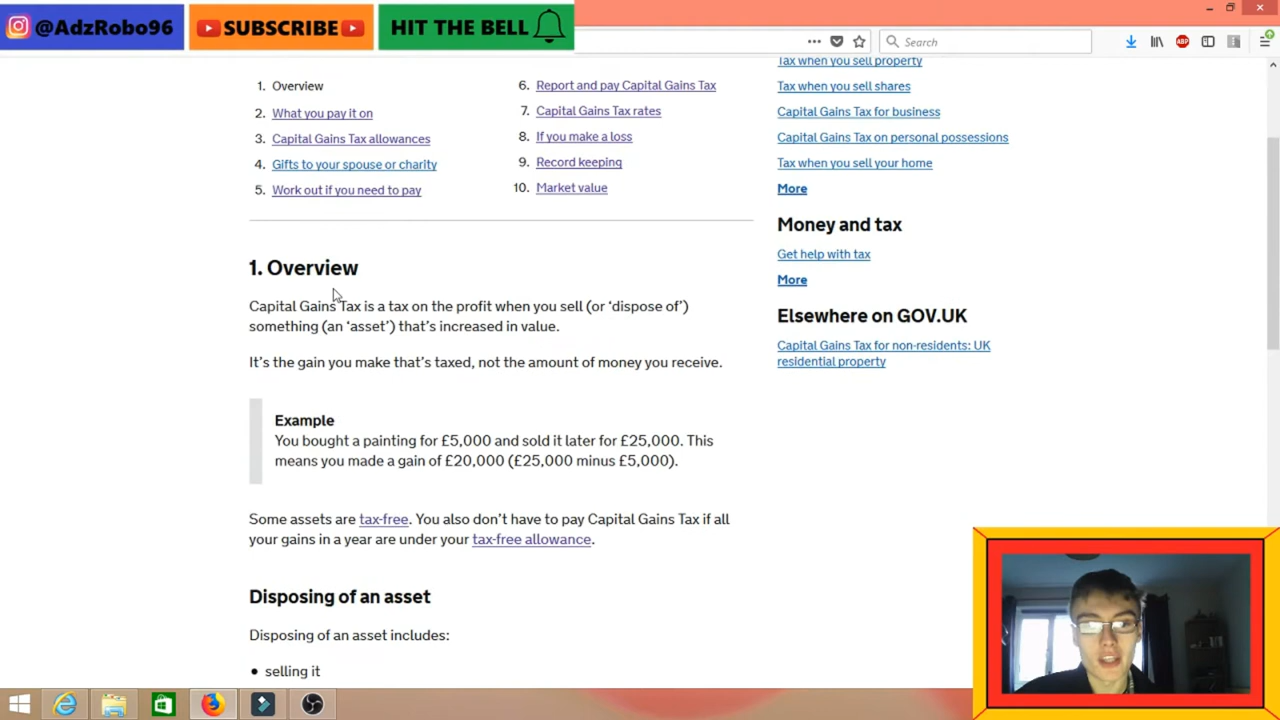 @AdzRobo96
SUBSCRIBE
HIT THE BELL
Search
ABP
1. Overview
2. What you pay it on
3. Capital Gains Tax allowances
4. Gifts to your spouse or charity
5. Work out if you need to pay
6. Report and pay Capital Gains Tax
7. Capital Gains Tax rates
8. If you make a loss
9. Record keeping
10. Market value
Tax when you sell property
Tax when you sell shares
Capital Gains Tax for business
Capital Gains Tax on personal possessions
Tax when you sell your home
More
Money and tax
Get help with tax
More
Elsewhere on GOV.UK
Capital Gains Tax for non-residents: UK
residential property
1. Overview
Capital Gains Tax is a tax on the profit when you sell (or ‘dispose of’)
something (an ‘asset’) that’s increased in value.
It’s the gain you make that’s taxed, not the amount of money you receive.
Example
You bought a painting for £5,000 and sold it later for £25,000. This
means you made a gain of £20,000 (£25,000 minus £5,000).
Some assets are tax-free. You also don’t have to pay Capital Gains Tax if all
your gains in a year are under your tax-free allowance.
Disposing of an asset
Disposing of an asset includes:
• selling it